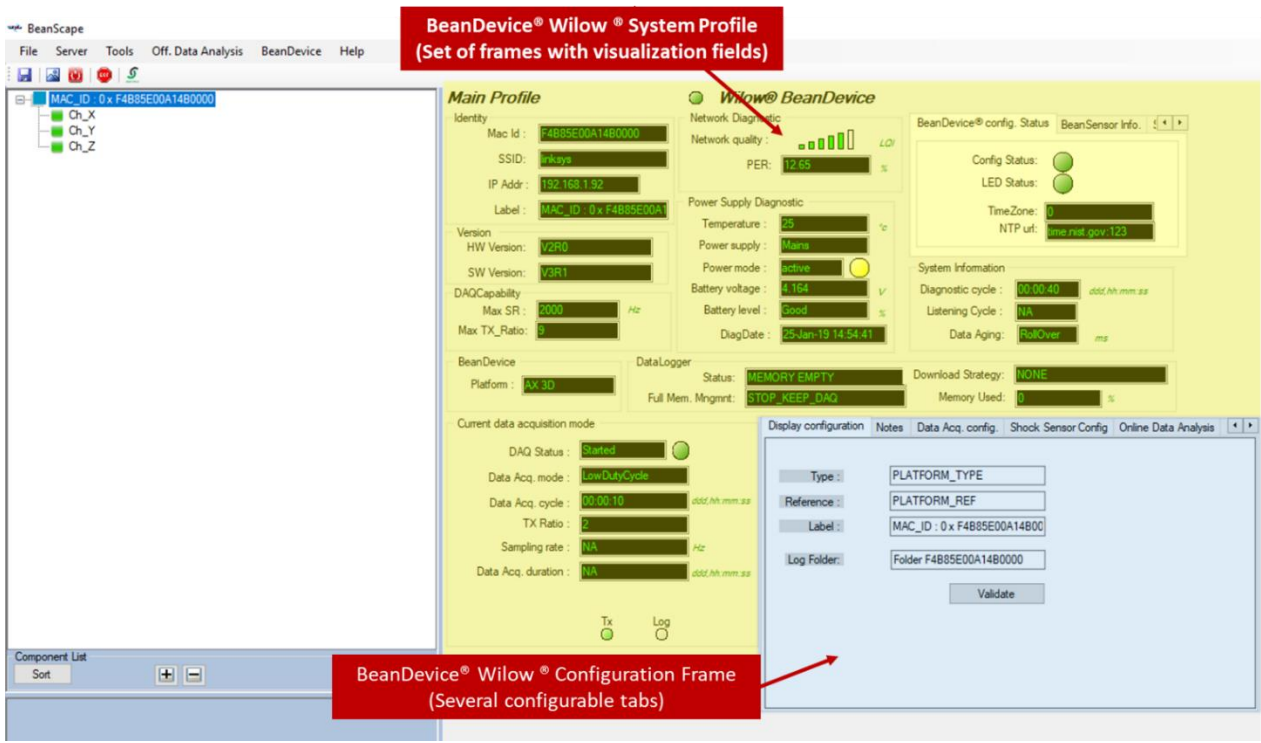 BeanScape
File Server Tools Off. Data Analysis BeanDevice Help
BeanDevice® Wilow ® System Profile
(Set of frames with visualization fields)
MAC_ID : 0 x F4B85E00A14B0000
Ch_X
Ch_Y
Ch_Z
Component List
Sort
Main Profile
Wilow® BeanDevice
Identity
Mac Id : F4B85E00A14B0000
SSID: linksys
IP Addr : 192.168.1.92
Label : MAC_ID : 0 x F4B85E00A1
Version
HW Version: V2R0
SW Version: V3R1
DAQCapability
Max SR : 2000 Hz
Max TX_Ratio: 9
Network Diagnostic
Network quality : LQI
PER: 12.65 %
Power Supply Diagnostic
Temperature : 25 °c
Power supply : Mains
Power mode : active
Battery voltage : 4.164 V
Battery level : Good %
DiagDate : 25-Jan-19 14:54:41
BeanDevice® config. Status BeanSensor Info.
Config Status:
LED Status:
TimeZone: 0
NTP url: time.nist.gov:123
System Information
Diagnostic cycle : 00:00:40 ddd,hh:mm:ss
Listening Cycle : NA
Data Aging: RollOver ms
BeanDevice
Platform : AX 3D
DataLogger
Status: MEMORY EMPTY
Full Mem. Mngmnt: STOP_KEEP_DAQ
Download Strategy: NONE
Memory Used: 0 %
Current data acquisition mode
DAQ Status : Started
Data Acq. mode : LowDutyCycle
Data Acq. cycle : 00:00:10 ddd,hh:mm:ss
TX Ratio : 2
Sampling rate : NA Hz
Data Acq. duration : NA ddd,hh:mm:ss
Tx Log
Display configuration Notes Data Acq. config. Shock Sensor Config Online Data Analysis
Type : PLATFORM_TYPE
Reference : PLATFORM_REF
Label : MAC_ID : 0 x F4B85E00A14B00
Log Folder: Folder F4B85E00A14B0000
Validate
BeanDevice® Wilow ® Configuration Frame
(Several configurable tabs)